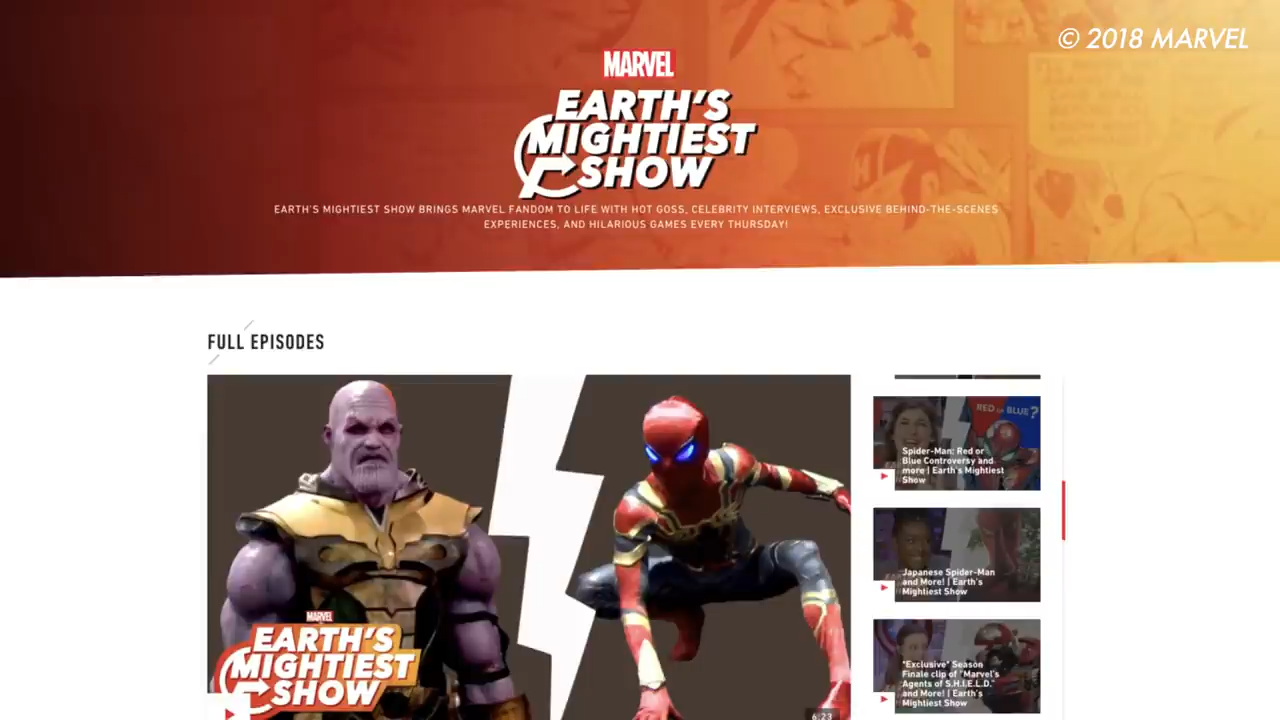 © 2018 MARVEL
MARVEL
EARTH'S
MIGHTIEST
SHOW
EARTH'S MIGHTIEST SHOW BRINGS MARVEL FANDOM TO LIFE WITH HOT GOSS, CELEBRITY INTERVIEWS, EXCLUSIVE BEHIND-THE-SCENES
EXPERIENCES, AND HILARIOUS GAMES EVERY THURSDAY!
FULL EPISODES
MARVEL
EARTH'S
MIGHTIEST
SHOW
6:23
RED OR BLUE?
Spider-Man: Red or
Blue Controversy and
more | Earth's Mightiest
Show
Japanese Spider-Man
and More! | Earth's
Mightiest Show
"Exclusive" Season
Finale clip of "Marvel's
Agents of S.H.I.E.L.D."
and More! | Earth's
Mightiest Show